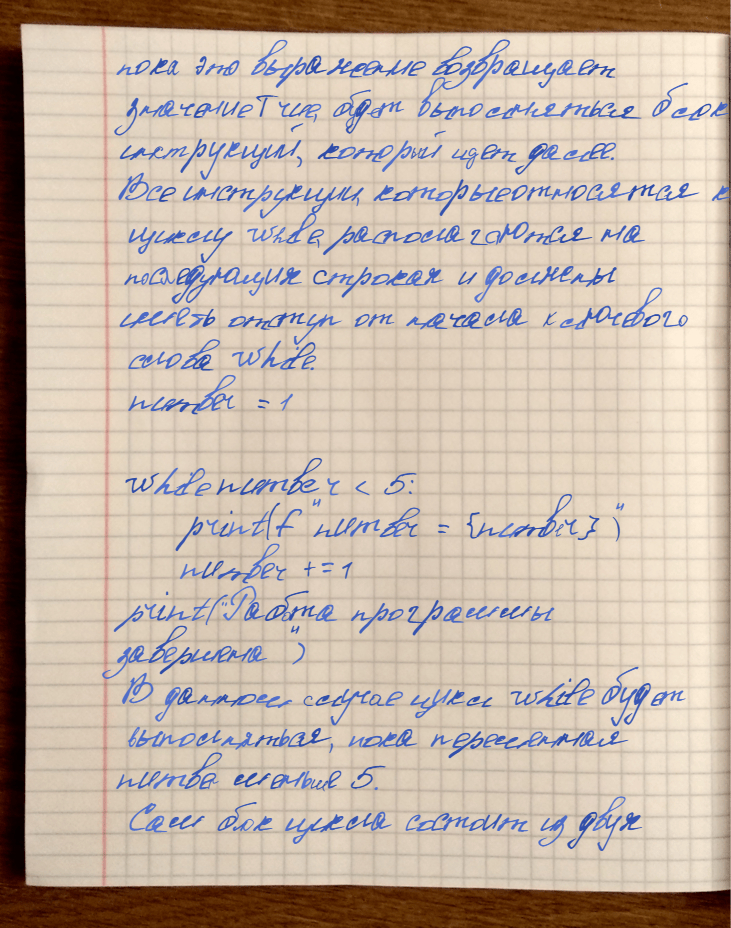 пока это выражение возвращает
значение True, будет выполняться блок
инструкций, который идет далее.
Все инструкции, которые относятся к
циклу while, располагаются на
последующих строках и должны
иметь отступ от начала ключевого
слова while.
number = 1
while number < 5:
print(f"number = {number}")
number += 1
print("Работа программы
завершена")
В данном случае цикл while будет
выполняться, пока переменная
number меньше 5.
Сам блок цикла состоит из двух